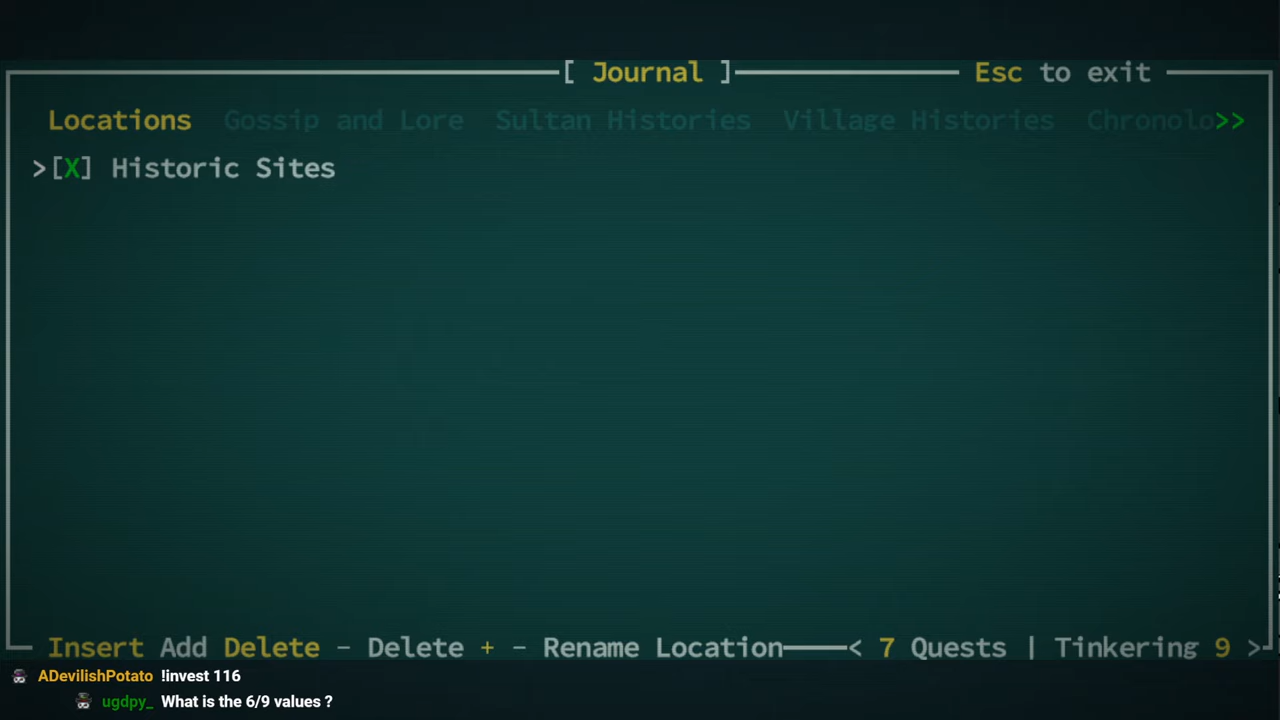 [ Journal ] Esc to exit
Locations Gossip and Lore Sultan Histories Village Histories Chronolo>>
>[X] Historic Sites
Insert Add Delete - Delete + - Rename Location < 7 Quests | Tinkering 9 >
ADevilishPotato !invest 116
ugdpy_ What is the 6/9 values ?